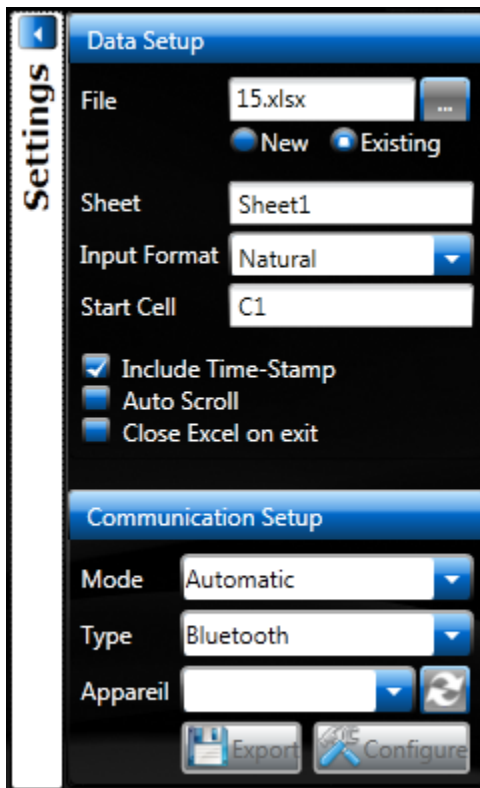 Settings
Data Setup
File 15.xlsx ...
New Existing
Sheet Sheet1
Input Format Natural
Start Cell C1
Include Time-Stamp
Auto Scroll
Close Excel on exit
Communication Setup
Mode Automatic
Type Bluetooth
Appareil
Export Configure